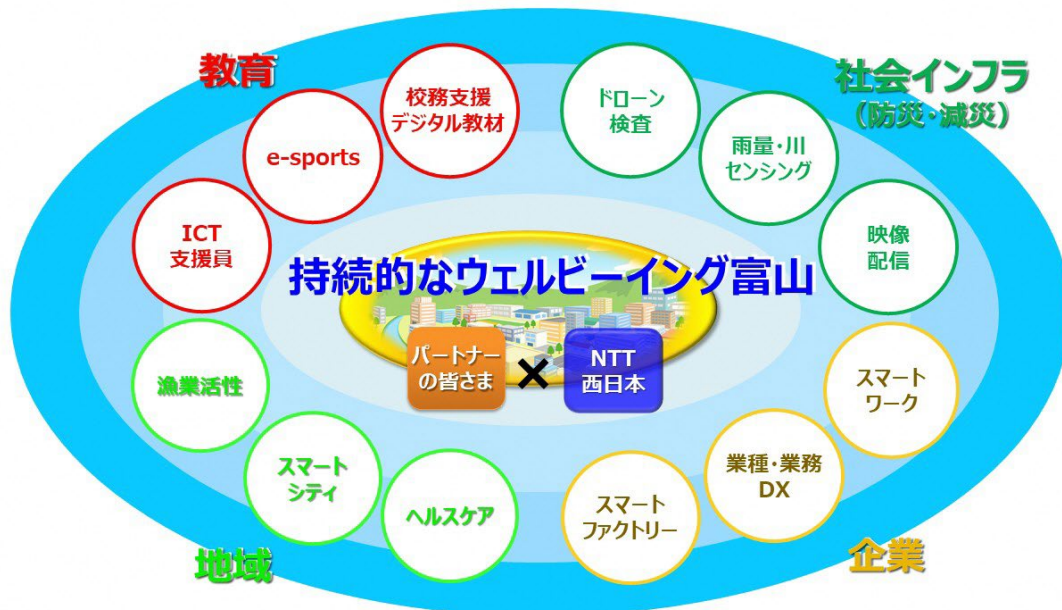 教育
校務支援
デジタル教材
e-sports
ICT
支援員
社会インフラ
（防災・減災）
ドローン
検査
雨量・川
センシング
映像
配信
持続的なウェルビーイング富山
パートナー
の皆さま
×
NTT
西日本
漁業活性
スマート
シティ
ヘルスケア
地域
スマート
ワーク
業種・業務
DX
スマート
ファクトリー
企業